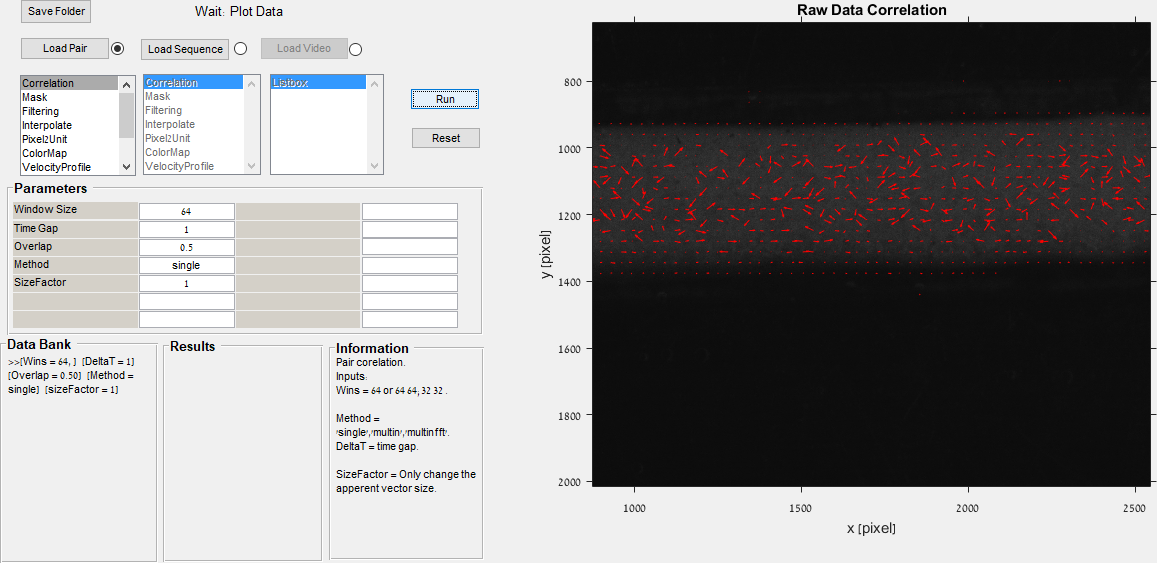 Save Folder
Wait: Plot Data
Load Pair
Load Sequence
Load Video
Correlation
Mask
Filtering
Interpolate
Pixel2Unit
ColorMap
VelocityProfile
Correlation
Mask
Filtering
Interpolate
Pixel2Unit
ColorMap
VelocityProfile
Listbox
Run
Reset
Parameters
Window Size 64
Time Gap 1
Overlap 0.5
Method single
SizeFactor 1
Data Bank
>>[Wins = 64, ] [DeltaT = 1]
[Overlap = 0.50] [Method =
single] [sizeFactor = 1]
Results
Information
Pair corelation.
Inputs.
Wins = 64 or 64 64; 32 32 .
Method =
'single','multin','multinfft'.
DeltaT = time gap.
SizeFactor = Only change the
apperent vector size.
Raw Data Correlation
y [pixel]
800
1000
1200
1400
1600
1800
2000
1000 1500 2000 2500
x [pixel]